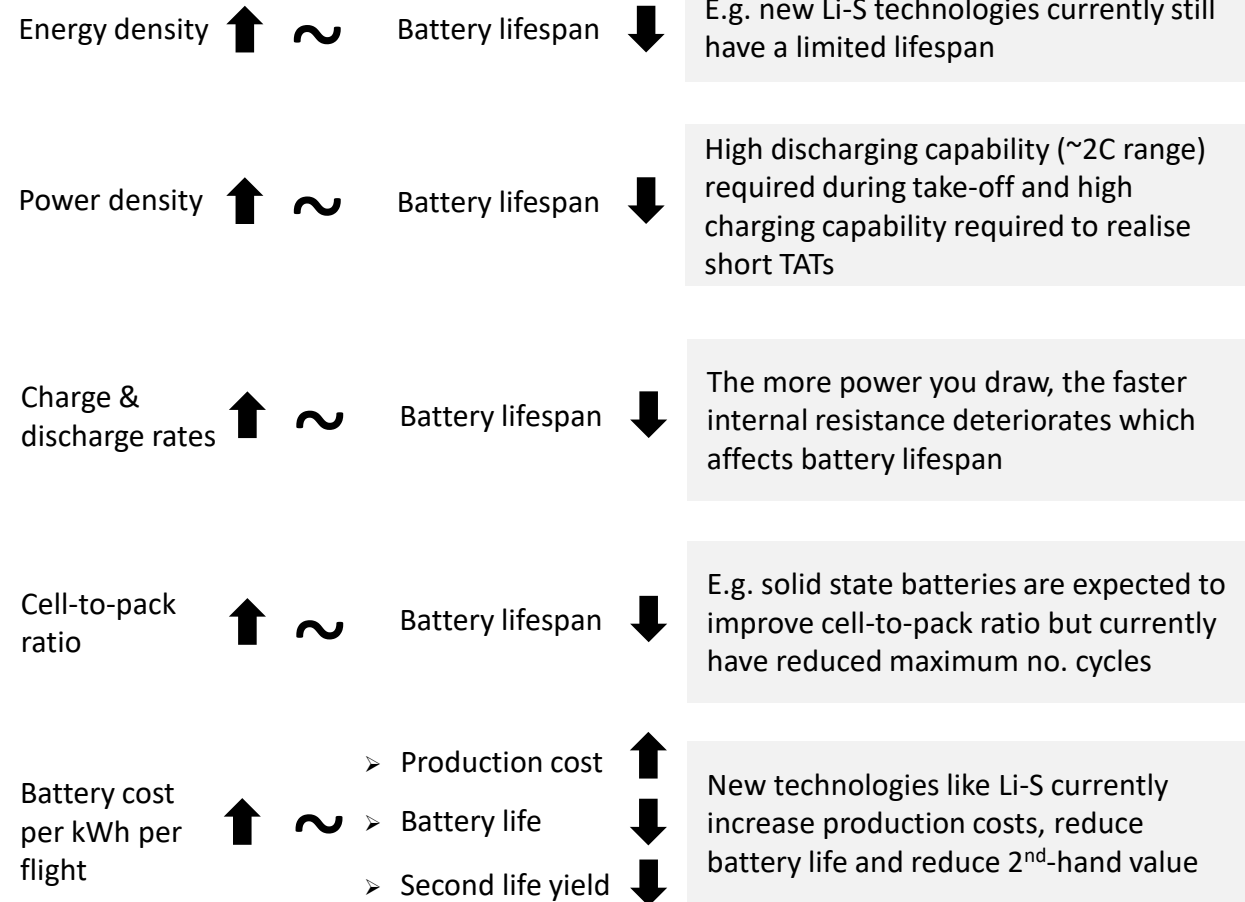 Energy density ~ Battery lifespan
E.g. new Li-S technologies currently still
have a limited lifespan
Power density ~ Battery lifespan
High discharging capability (~2C range)
required during take-off and high
charging capability required to realise
short TATs
Charge &
discharge rates ~ Battery lifespan
The more power you draw, the faster
internal resistance deteriorates which
affects battery lifespan
Cell-to-pack
ratio ~ Battery lifespan
E.g. solid state batteries are expected to
improve cell-to-pack ratio but currently
have reduced maximum no. cycles
Battery cost
per kWh per
flight
~
➢ Production cost
➢ Battery life
➢ Second life yield
New technologies like Li-S currently
increase production costs, reduce
battery life and reduce 2nd-hand value